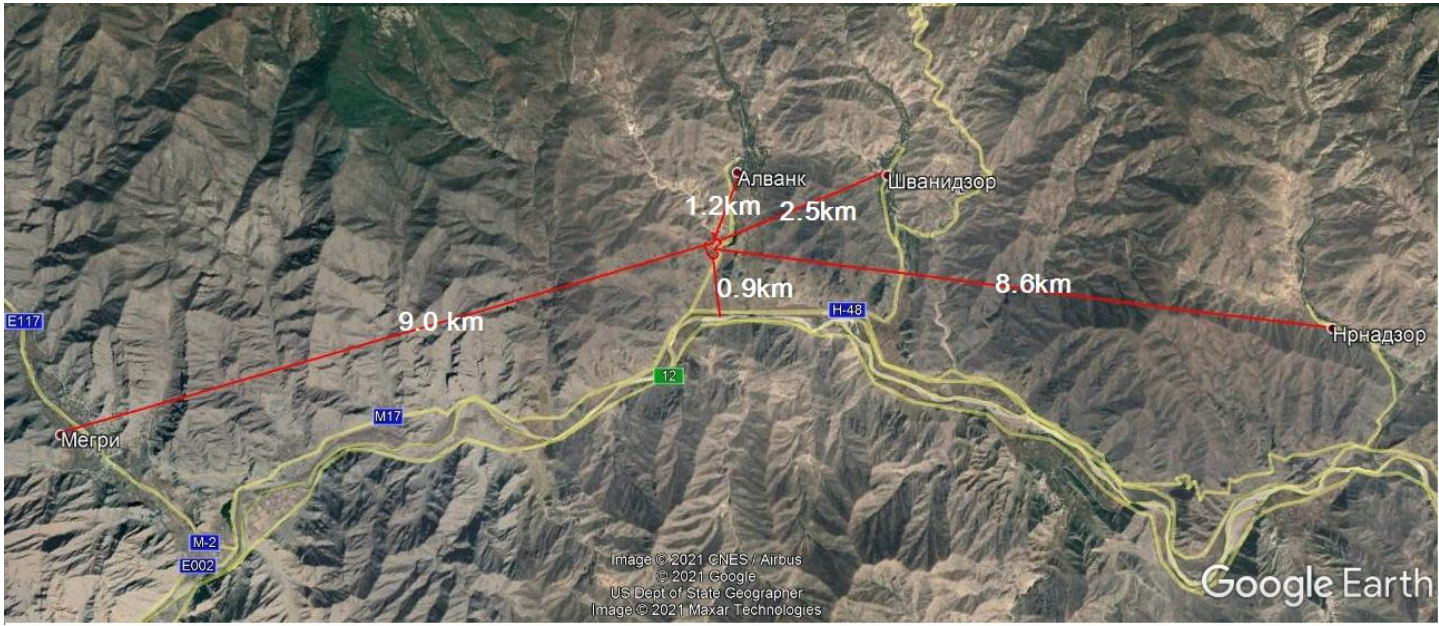 Алванк
Шванидзор
1.2km
2.5km
0.9km
8.6km
E117
9.0 km
H-48
Нрнадзор
12
M17
Мегри
M-2
E002
Image © 2021 CNES / Airbus
© 2021 Google
US Dept of State Geographer
Image © 2021 Maxar Technologies
Google Earth